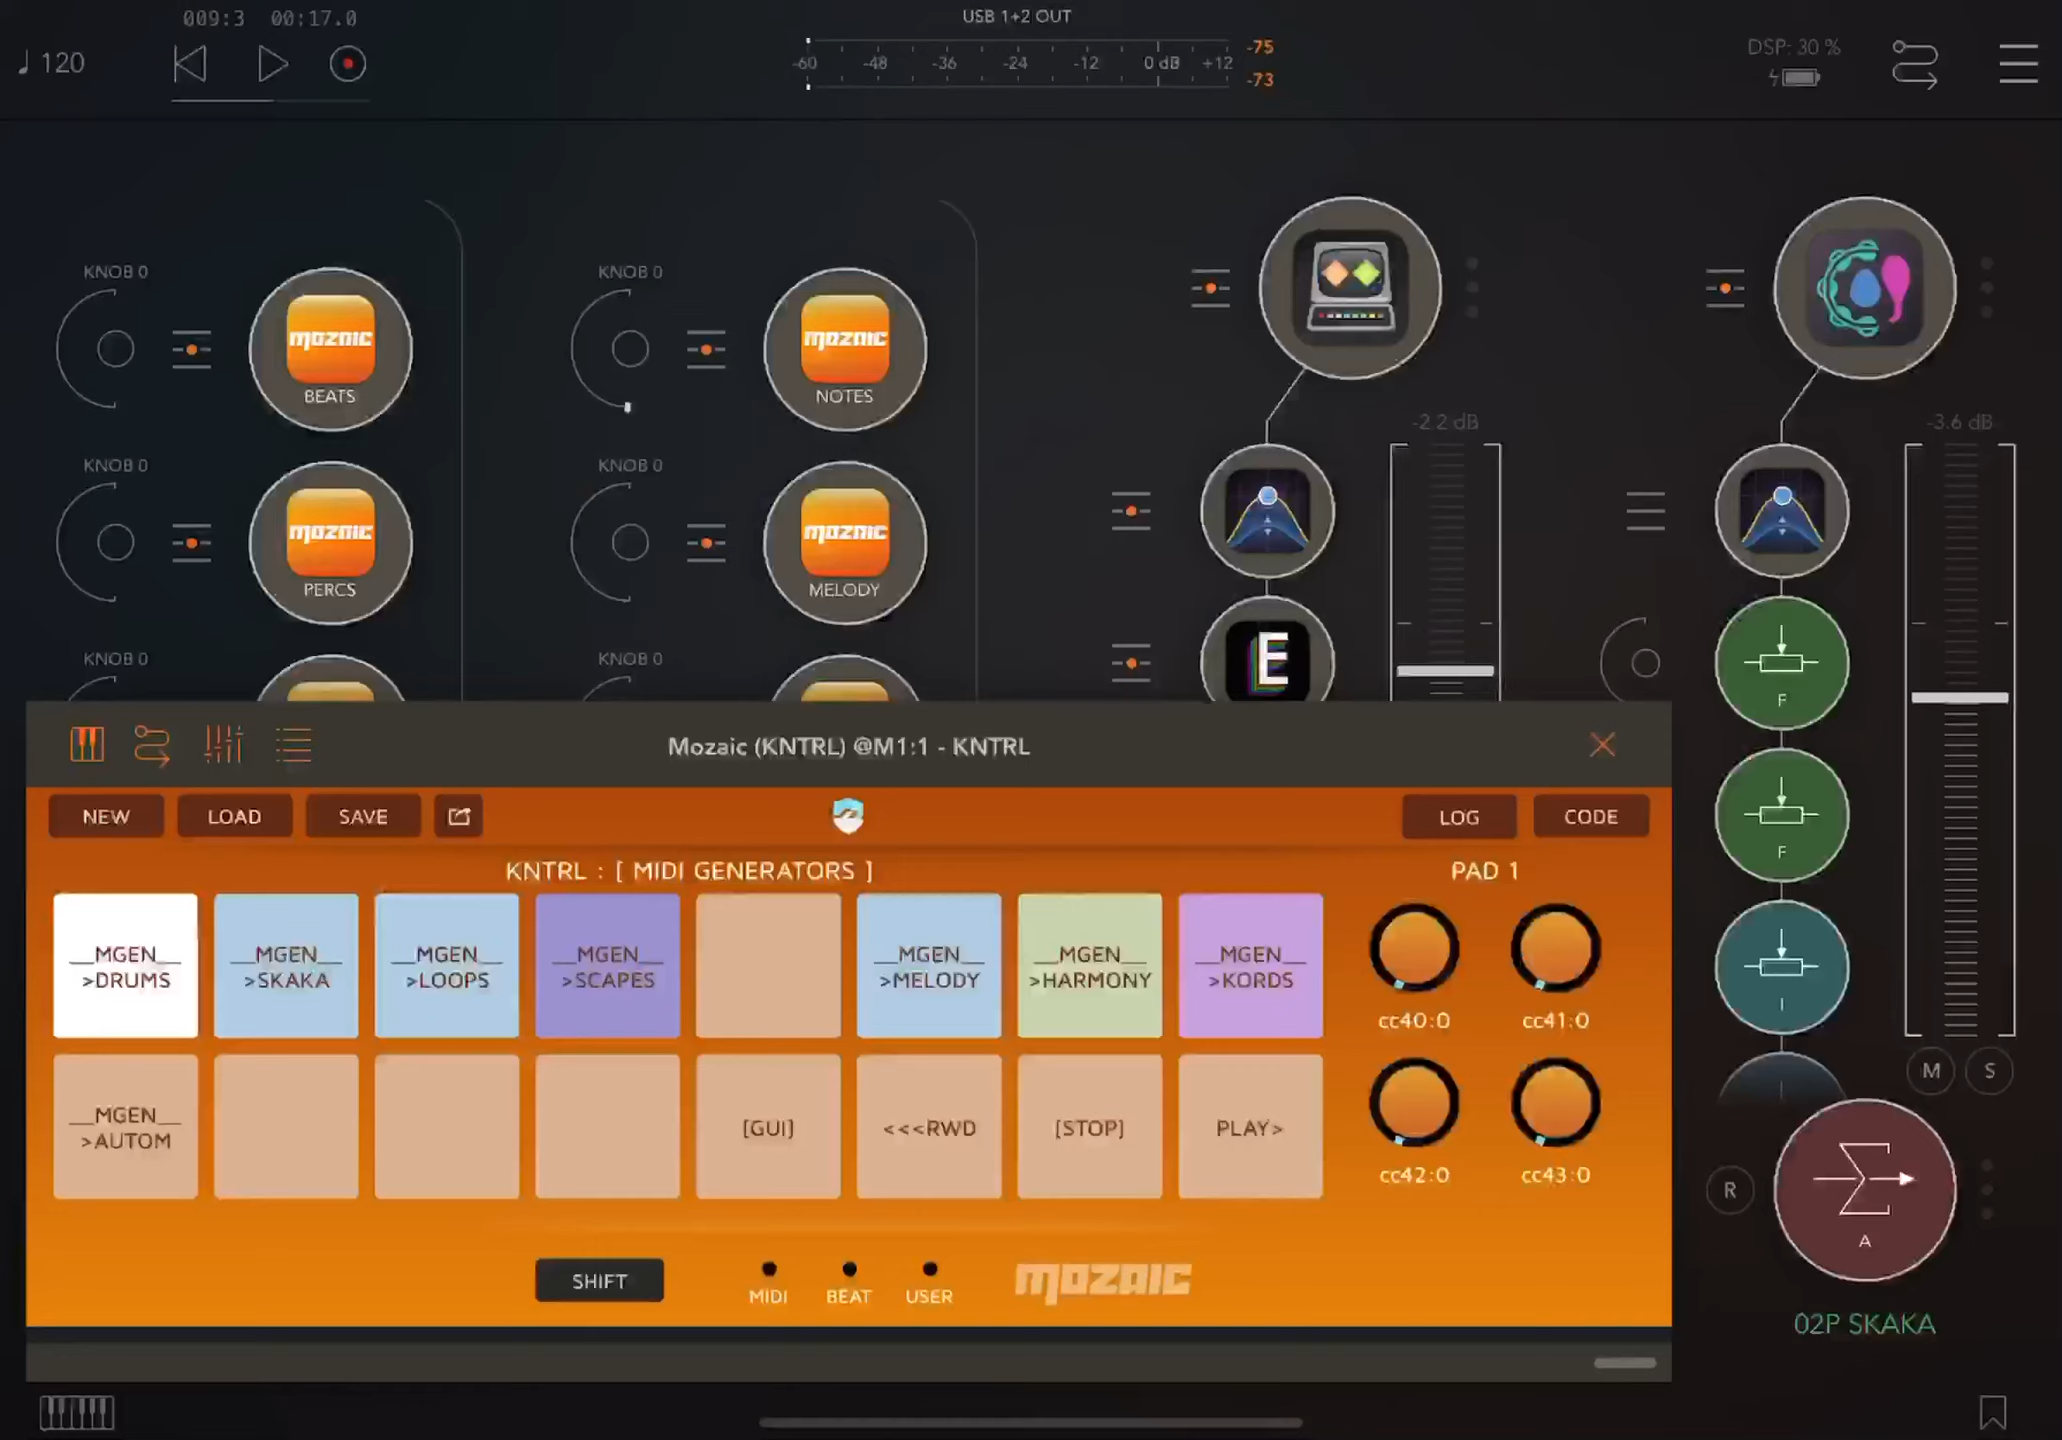 009:3 00:17.0
♩ 120
USB 1+2 OUT
-60 -48 -36 -24 -12 0 dB +12
-75
-73
DSP: 30 %
KNOB 0
mozaic
BEATS
KNOB 0
mozaic
NOTES
-2.2 dB
-3.6 dB
KNOB 0
mozaic
PERCS
KNOB 0
mozaic
MELODY
KNOB 0
KNOB 0
E
F
F
I
M S
R
A
02P SKAKA
Mozaic (KNTRL) @M1:1 - KNTRL
NEW LOAD SAVE
LOG CODE
KNTRL : [ MIDI GENERATORS ]
PAD 1
__MGEN__
>DRUMS
__MGEN__
>SKAKA
__MGEN__
>LOOPS
__MGEN__
>SCAPES
__MGEN__
>MELODY
__MGEN__
>HARMONY
__MGEN__
>KORDS
cc40:0 cc41:0
__MGEN__
>AUTOM
[GUI]
<<<RWD
[STOP]
PLAY>
cc42:0 cc43:0
SHIFT
MIDI BEAT USER
mozaic